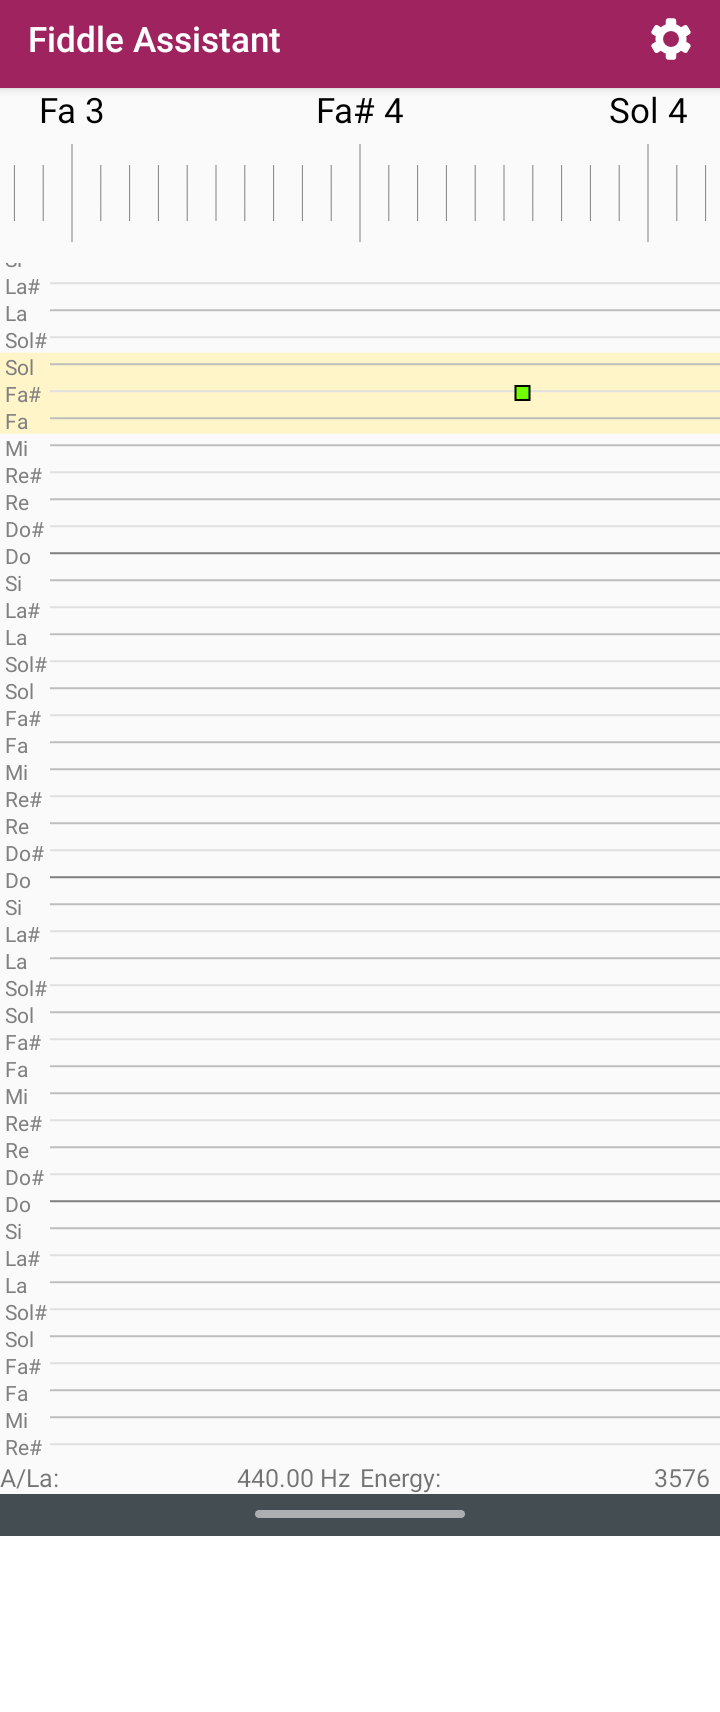 Fiddle Assistant
Fa 3 Fa# 4 Sol 4
La#
La
Sol#
Sol
Fa#
Fa
Mi
Re#
Re
Do#
Do
Si
La#
La
Sol#
Sol
Fa#
Fa
Mi
Re#
Re
Do#
Do
Si
La#
La
Sol#
Sol
Fa#
Fa
Mi
Re#
Re
Do#
Do
Si
La#
La
Sol#
Sol
Fa#
Fa
Mi
Re#
A/La: 440.00 Hz Energy: 3576